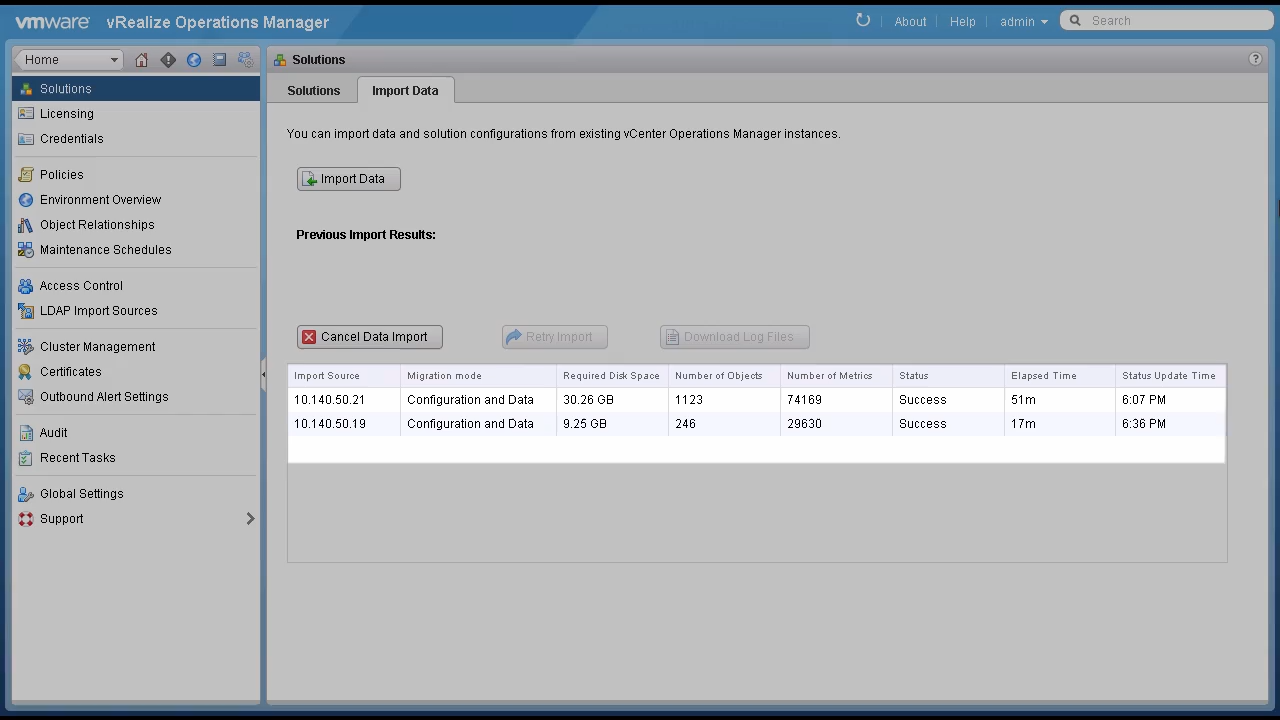 vmware vRealize Operations Manager
About Help admin Search
Home
Solutions
Licensing
Credentials
Policies
Environment Overview
Object Relationships
Maintenance Schedules
Access Control
LDAP Import Sources
Cluster Management
Certificates
Outbound Alert Settings
Audit
Recent Tasks
Global Settings
Support
Solutions
?
Solutions Import Data
You can import data and solution configurations from existing vCenter Operations Manager instances.
Import Data
Previous Import Results:
Cancel Data Import Retry Import Download Log Files
Import Source Migration mode Required Disk Space Number of Objects Number of Metrics Status Elapsed Time Status Update Time
10.140.50.21 Configuration and Data 30.26 GB 1123 74169 Success 51m 6:07 PM
10.140.50.19 Configuration and Data 9.25 GB 246 29630 Success 17m 6:36 PM